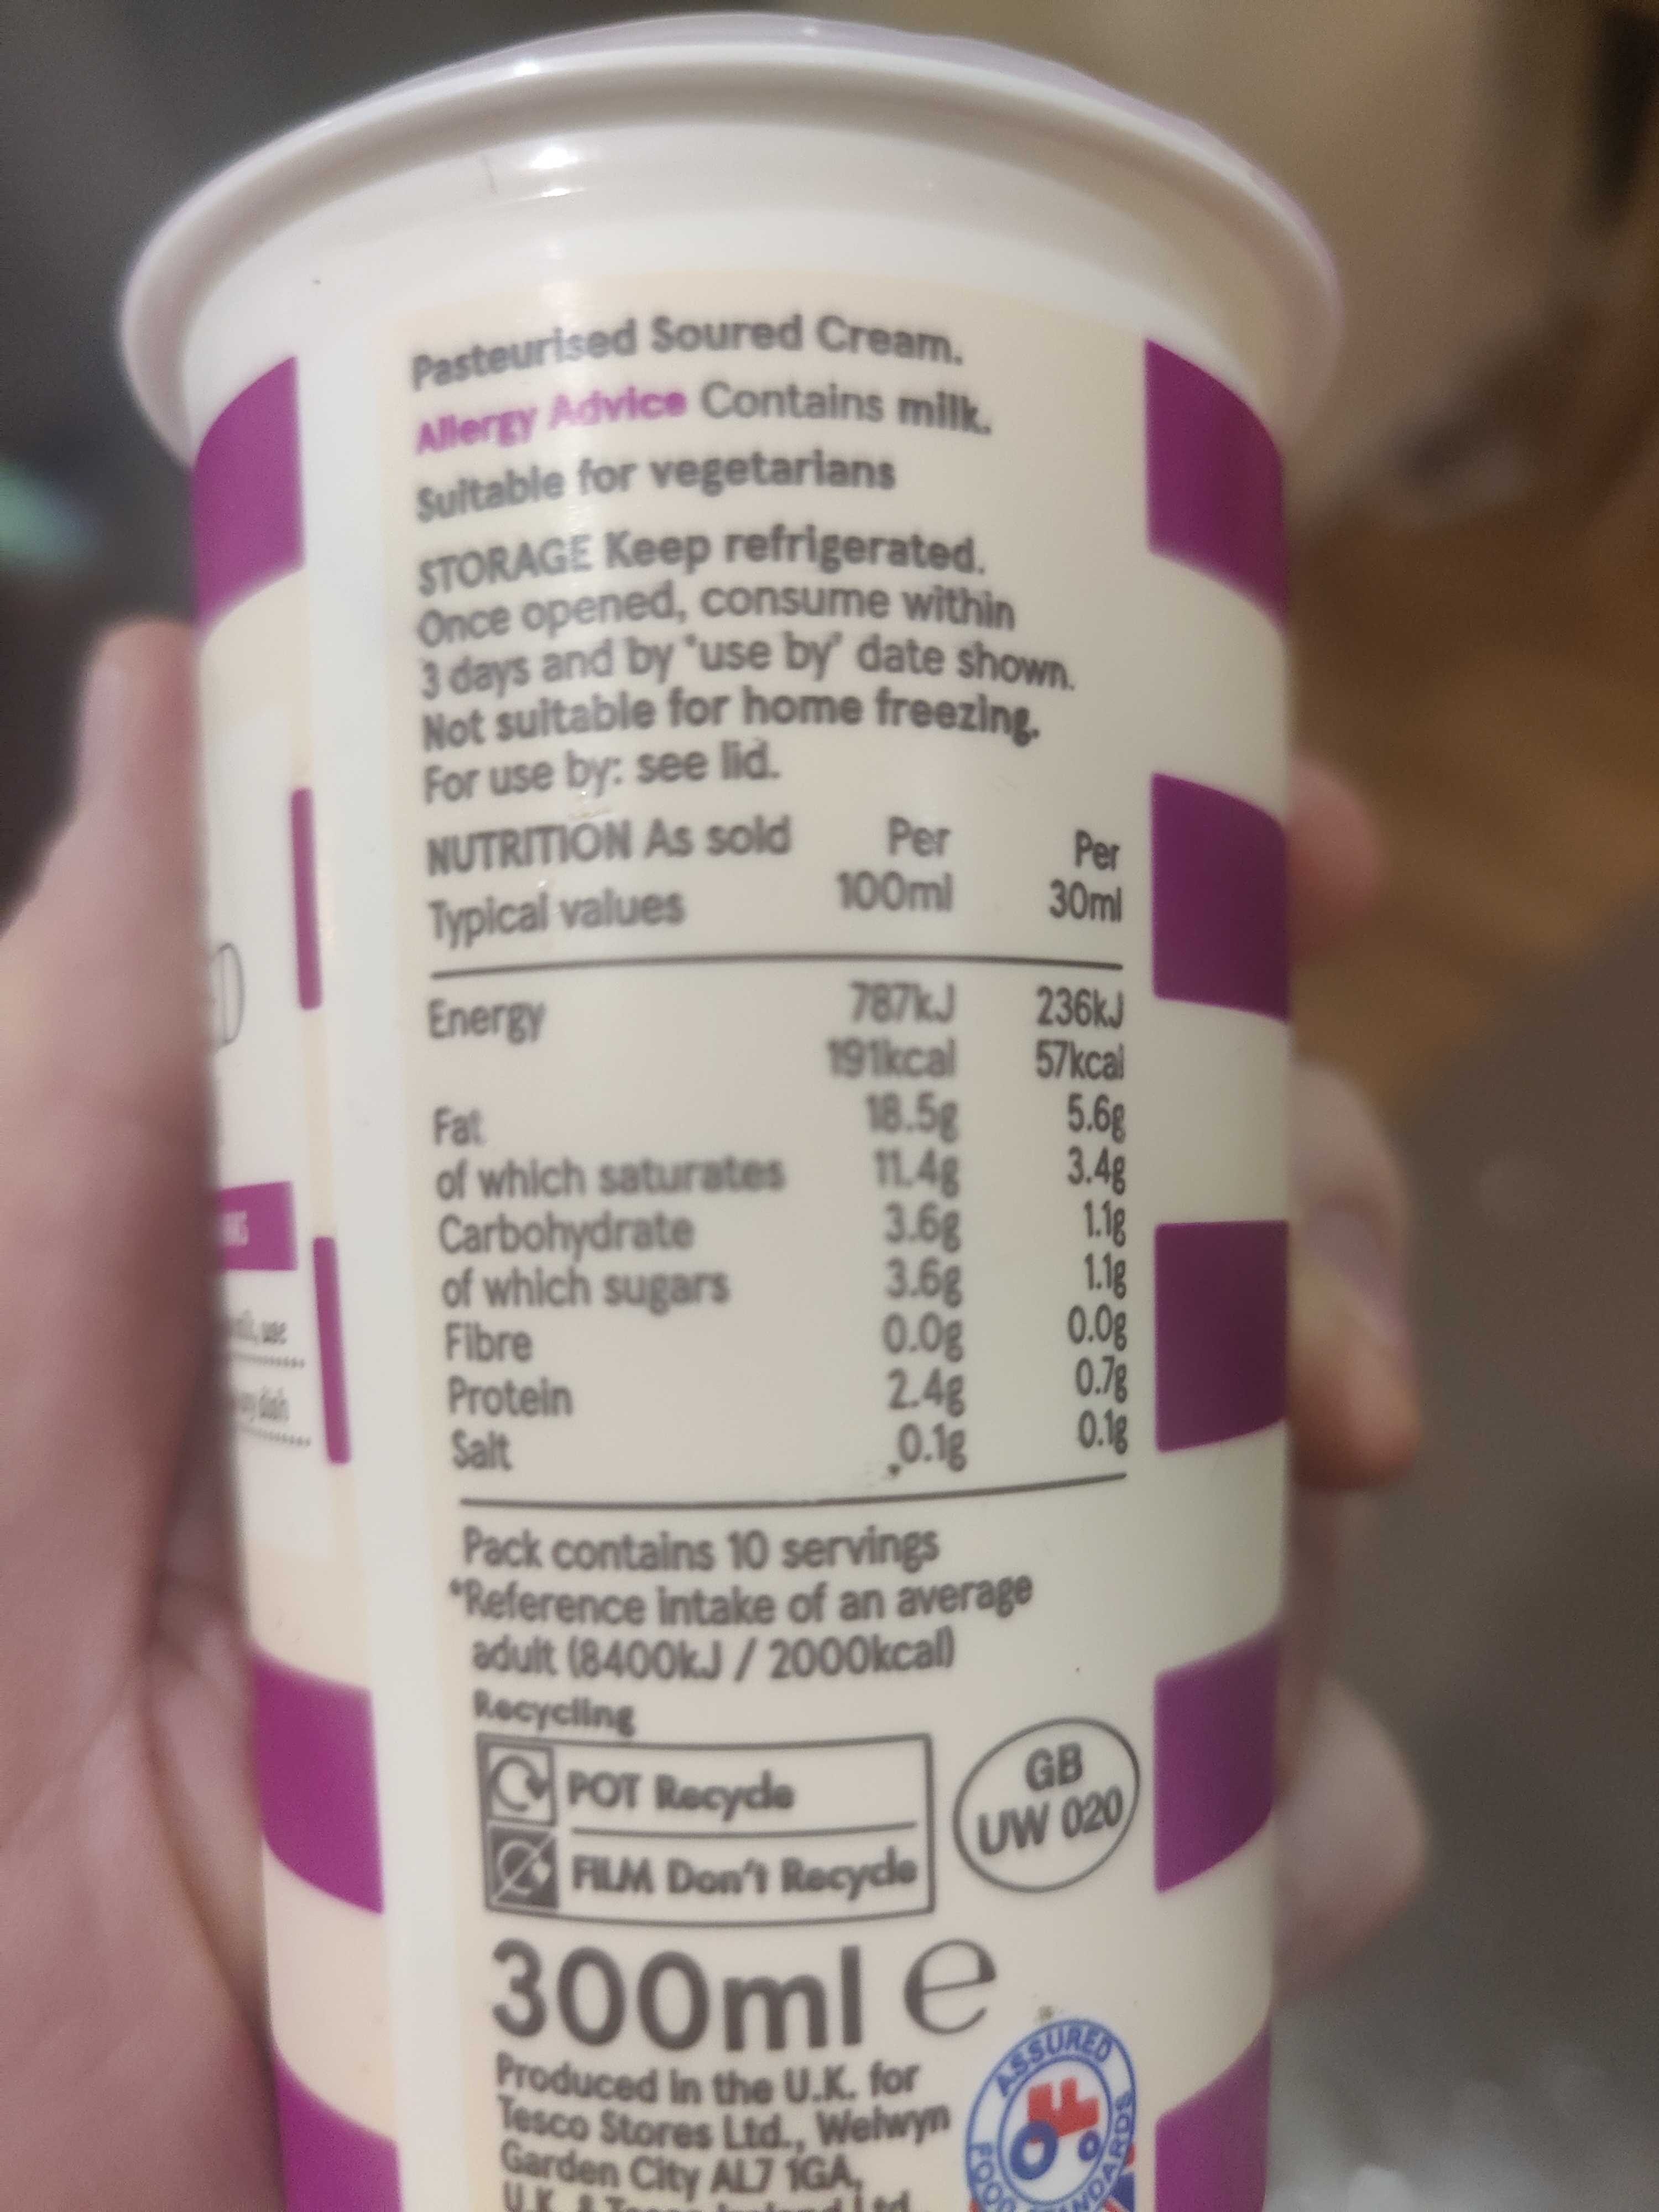 Pasteurised Soured Cream.
Allergy Advice Contains milk.
Suitable for vegetarians
STORAGE Keep refrigerated.
Once opened, consume within
3 days and by 'use by' date shown.
Not suitable for home freezing.
For use by: see lid.
NUTRITION As sold Per Per
Typical values 100ml 30ml
Energy 787kJ 236kJ
191kcal 57kcal
Fat 18.5g 5.6g
of which saturates 11.4g 3.4g
Carbohydrate 3.6g 1.1g
of which sugars 3.6g 1.1g
Fibre 0.0g 0.0g
Protein 2.4g 0.7g
Salt 0.1g 0.1g
Pack contains 10 servings
*Reference intake of an average
adult (8400kJ / 2000kcal)
Recycling
POT Recycle
FILM Don't Recycle
GB
UW 020
300ml e
Produced in the U.K. for
Tesco Stores Ltd., Welwyn
Garden City AL7 1GA,
U.K. & Ltd
ASSURED
FOOD STANDARDS
use
dish